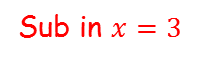 Sub in x = 3